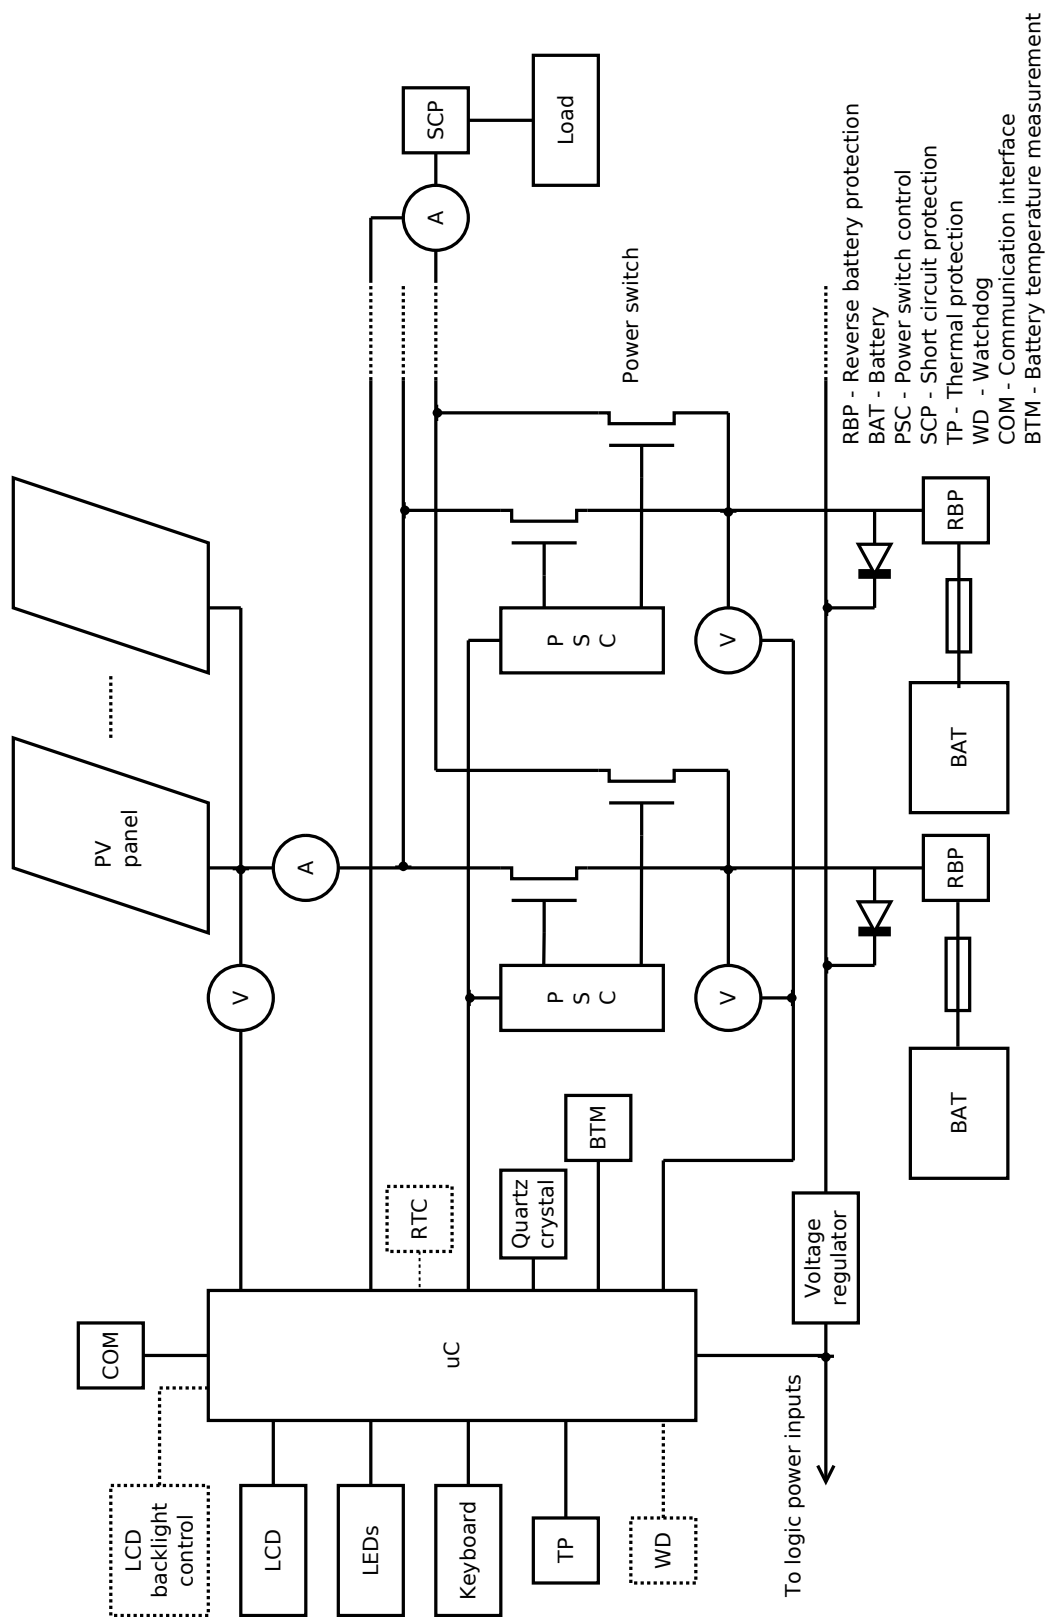 LCD
backlight
control
COM
LCD
LEDs
Keyboard
TP
WD
uC
RTC
Quartz
crystal
BTM
Voltage
regulator
To logic power inputs
PV
panel
V
A
P
S
C
V
P
S
C
V
BAT
RBP
BAT
RBP
Power switch
A
SCP
Load
RBP - Reverse battery protection
BAT - Battery
PSC - Power switch control
SCP - Short circuit protection
TP - Thermal protection
WD - Watchdog
COM - Communication interface
BTM - Battery temperature measurement